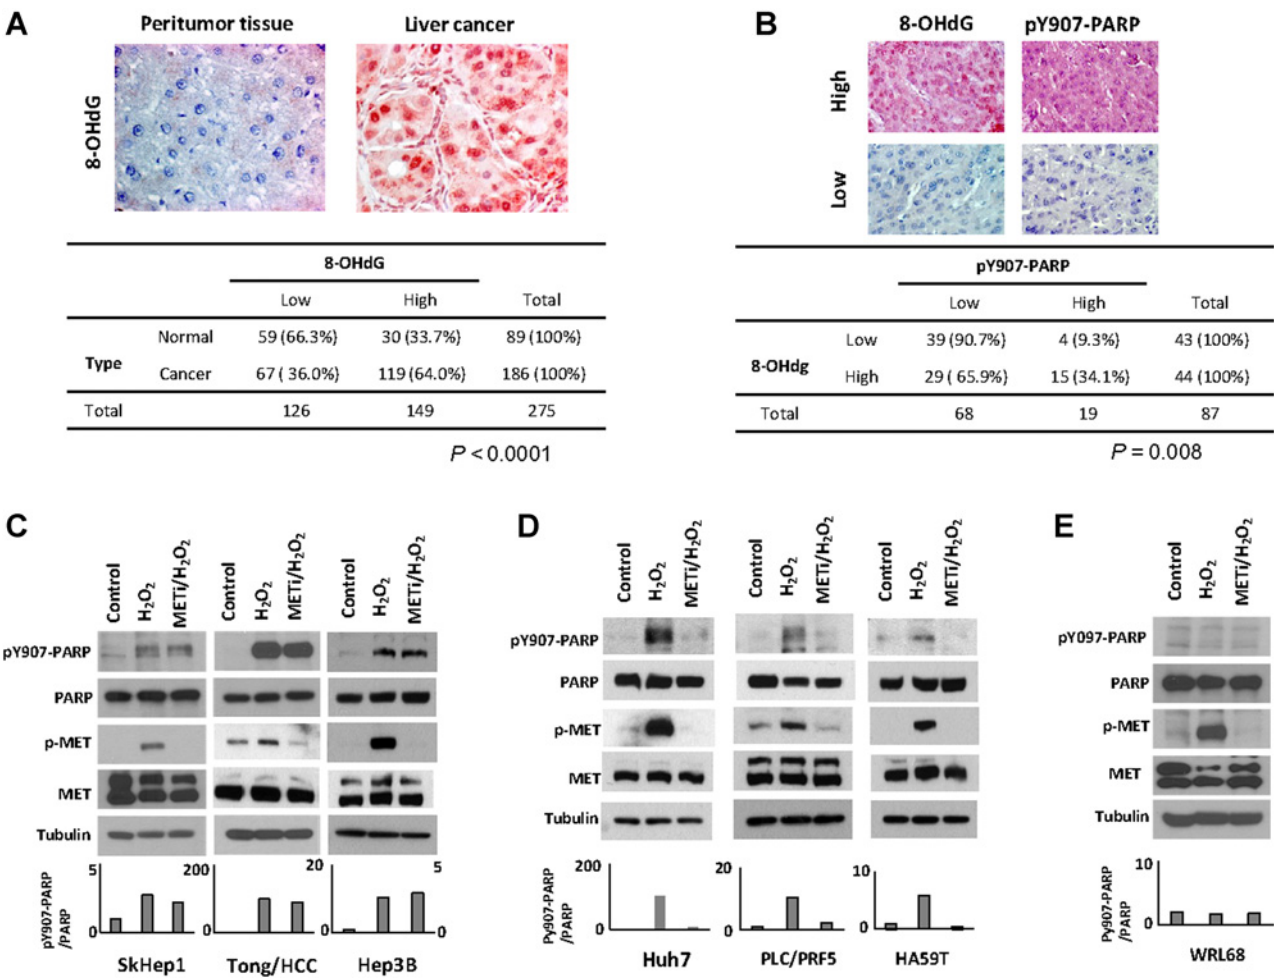 A
Peritumor tissue Liver cancer
8-OHdG
8-OHdG
Low High Total
Normal 59 (66.3%) 30 (33.7%) 89 (100%)
Type
Cancer 67 ( 36.0%) 119 (64.0%) 186 (100%)
Total 126 149 275
P < 0.0001
B
8-OHdG pY907-PARP
High
Low
pY907-PARP
Low High Total
Low 39 (90.7%) 4 (9.3%) 43 (100%)
8-OHdg
High 29 ( 65.9%) 15 (34.1%) 44 (100%)
Total 68 19 87
P = 0.008
C
Control H2O2 METi/H2O2 Control H2O2 METi/H2O2 Control H2O2 METi/H2O2
pY907-PARP
PARP
p-MET
MET
Tubulin
pY907-PARP
/PARP
5 200 20 5
0 0 0 0
SkHep1 Tong/HCC Hep3B
D
Control H2O2 METi/H2O2 Control H2O2 METi/H2O2 Control H2O2 METi/H2O2
pY907-PARP
PARP
p-MET
MET
Tubulin
Py907-PARP
/PARP
200 20 10
0 0 0
Huh7 PLC/PRF5 HA59T
E
Control H2O2 METi/H2O2
pY097-PARP
PARP
p-MET
MET
Tubulin
Py907-PARP
/PARP
10
0
WRL68